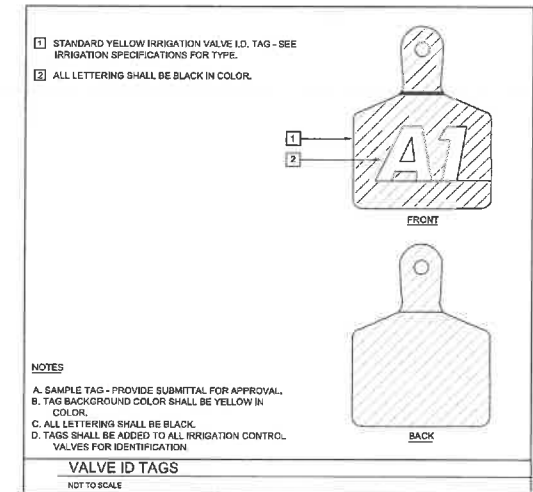 1 STANDARD YELLOW IRRIGATION VALVE I.D. TAG - SEE
IRRIGATION SPECIFICATIONS FOR TYPE.
2 ALL LETTERING SHALL BE BLACK IN COLOR.
1
2
A1
FRONT
NOTES
A. SAMPLE TAG - PROVIDE SUBMITTAL FOR APPROVAL.
B. TAG BACKGROUND COLOR SHALL BE YELLOW IN
COLOR.
C. ALL LETTERING SHALL BE BLACK.
D. TAGS SHALL BE ADDED TO ALL IRRIGATION CONTROL
VALVES FOR IDENTIFICATION
BACK
VALVE ID TAGS
NOT TO SCALE